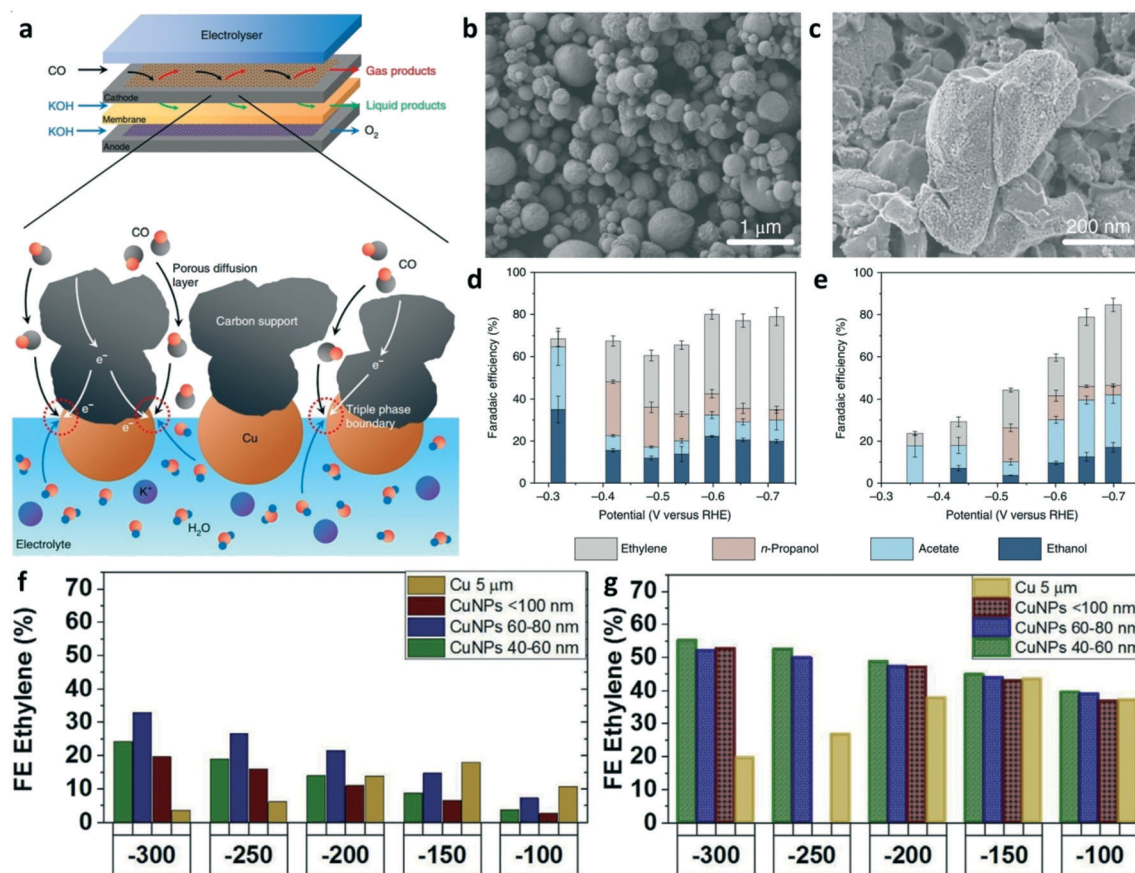 a
Electrolyser
CO
Gas products
Cathode
KOH
Liquid products
Membrane
KOH
O2
Anode
CO
Porous diffusion
layer
CO
Carbon support
e−
e−
e−
Triple phase
boundary
Cu
K+
H2O
Electrolyte
b
1 μm
c
200 nm
d
Faradaic efficiency (%)
100
80
60
40
20
0
−0.3
−0.4
−0.5
−0.6
−0.7
Potential (V versus RHE)
e
Faradaic efficiency (%)
100
80
60
40
20
0
−0.4
−0.5
−0.6
−0.7
Potential (V versus RHE)
Ethylene
n-Propanol
Acetate
Ethanol
f
FE Ethylene (%)
70
60
50
40
30
20
10
0
Cu 5 μm
CuNPs <100 nm
CuNPs 60-80 nm
CuNPs 40-60 nm
-300
-250
-200
-150
-100
g
FE Ethylene (%)
70
60
50
40
30
20
10
0
Cu 5 μm
CuNPs <100 nm
CuNPs 60-80 nm
CuNPs 40-60 nm
-300
-250
-200
-150
-100